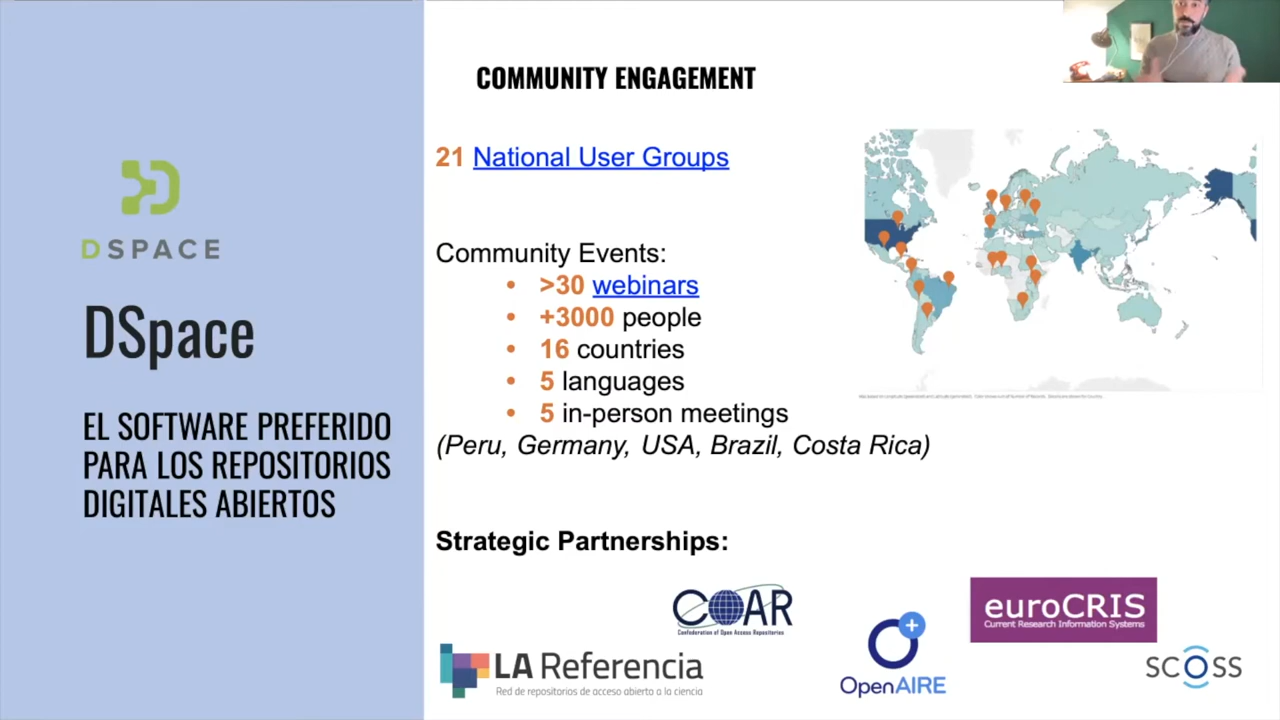 COMMUNITY ENGAGEMENT
DSPACE
DSpace
EL SOFTWARE PREFERIDO
PARA LOS REPOSITORIOS
DIGITALES ABIERTOS
21 National User Groups
Community Events:
• >30 webinars
• +3000 people
• 16 countries
• 5 languages
• 5 in-person meetings
(Peru, Germany, USA, Brazil, Costa Rica)
Strategic Partnerships:
COAR
Confederation of Open Access Repositories
euroCRIS
Current Research Information Systems
LA Referencia
Red de repositorios de acceso abierto a la ciencia
OpenAIRE
SCOSS